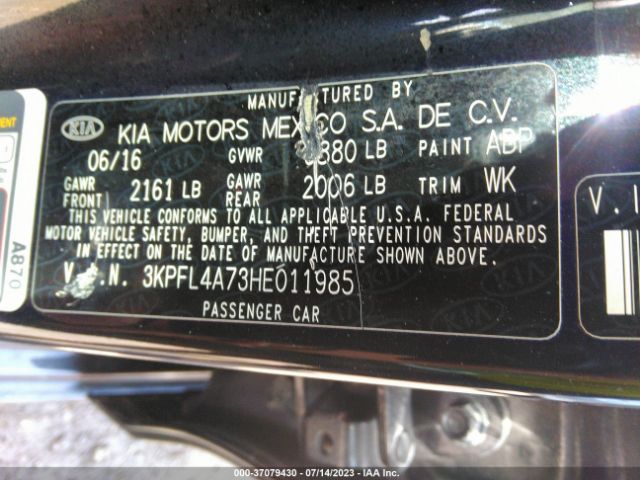 MANUFACTURED BY
KIA KIA MOTORS MEXICO S.A. DE C.V.
06/16 GVWR 3880 LB PAINT ABP
GAWR FRONT 2161 LB GAWR REAR 2006 LB TRIM WK
THIS VEHICLE CONFORMS TO ALL APPLICABLE U.S.A. FEDERAL
MOTOR VEHICLE SAFETY, BUMPER, AND THEFT PREVENTION STANDARDS
IN EFFECT ON THE DATE OF MANUFACTURE SHOWN ABOVE.
V.I.N. 3KPFL4A73HE011985
PASSENGER CAR
A870
V.I
000-37079430 - 07/14/2023 - IAA Inc.